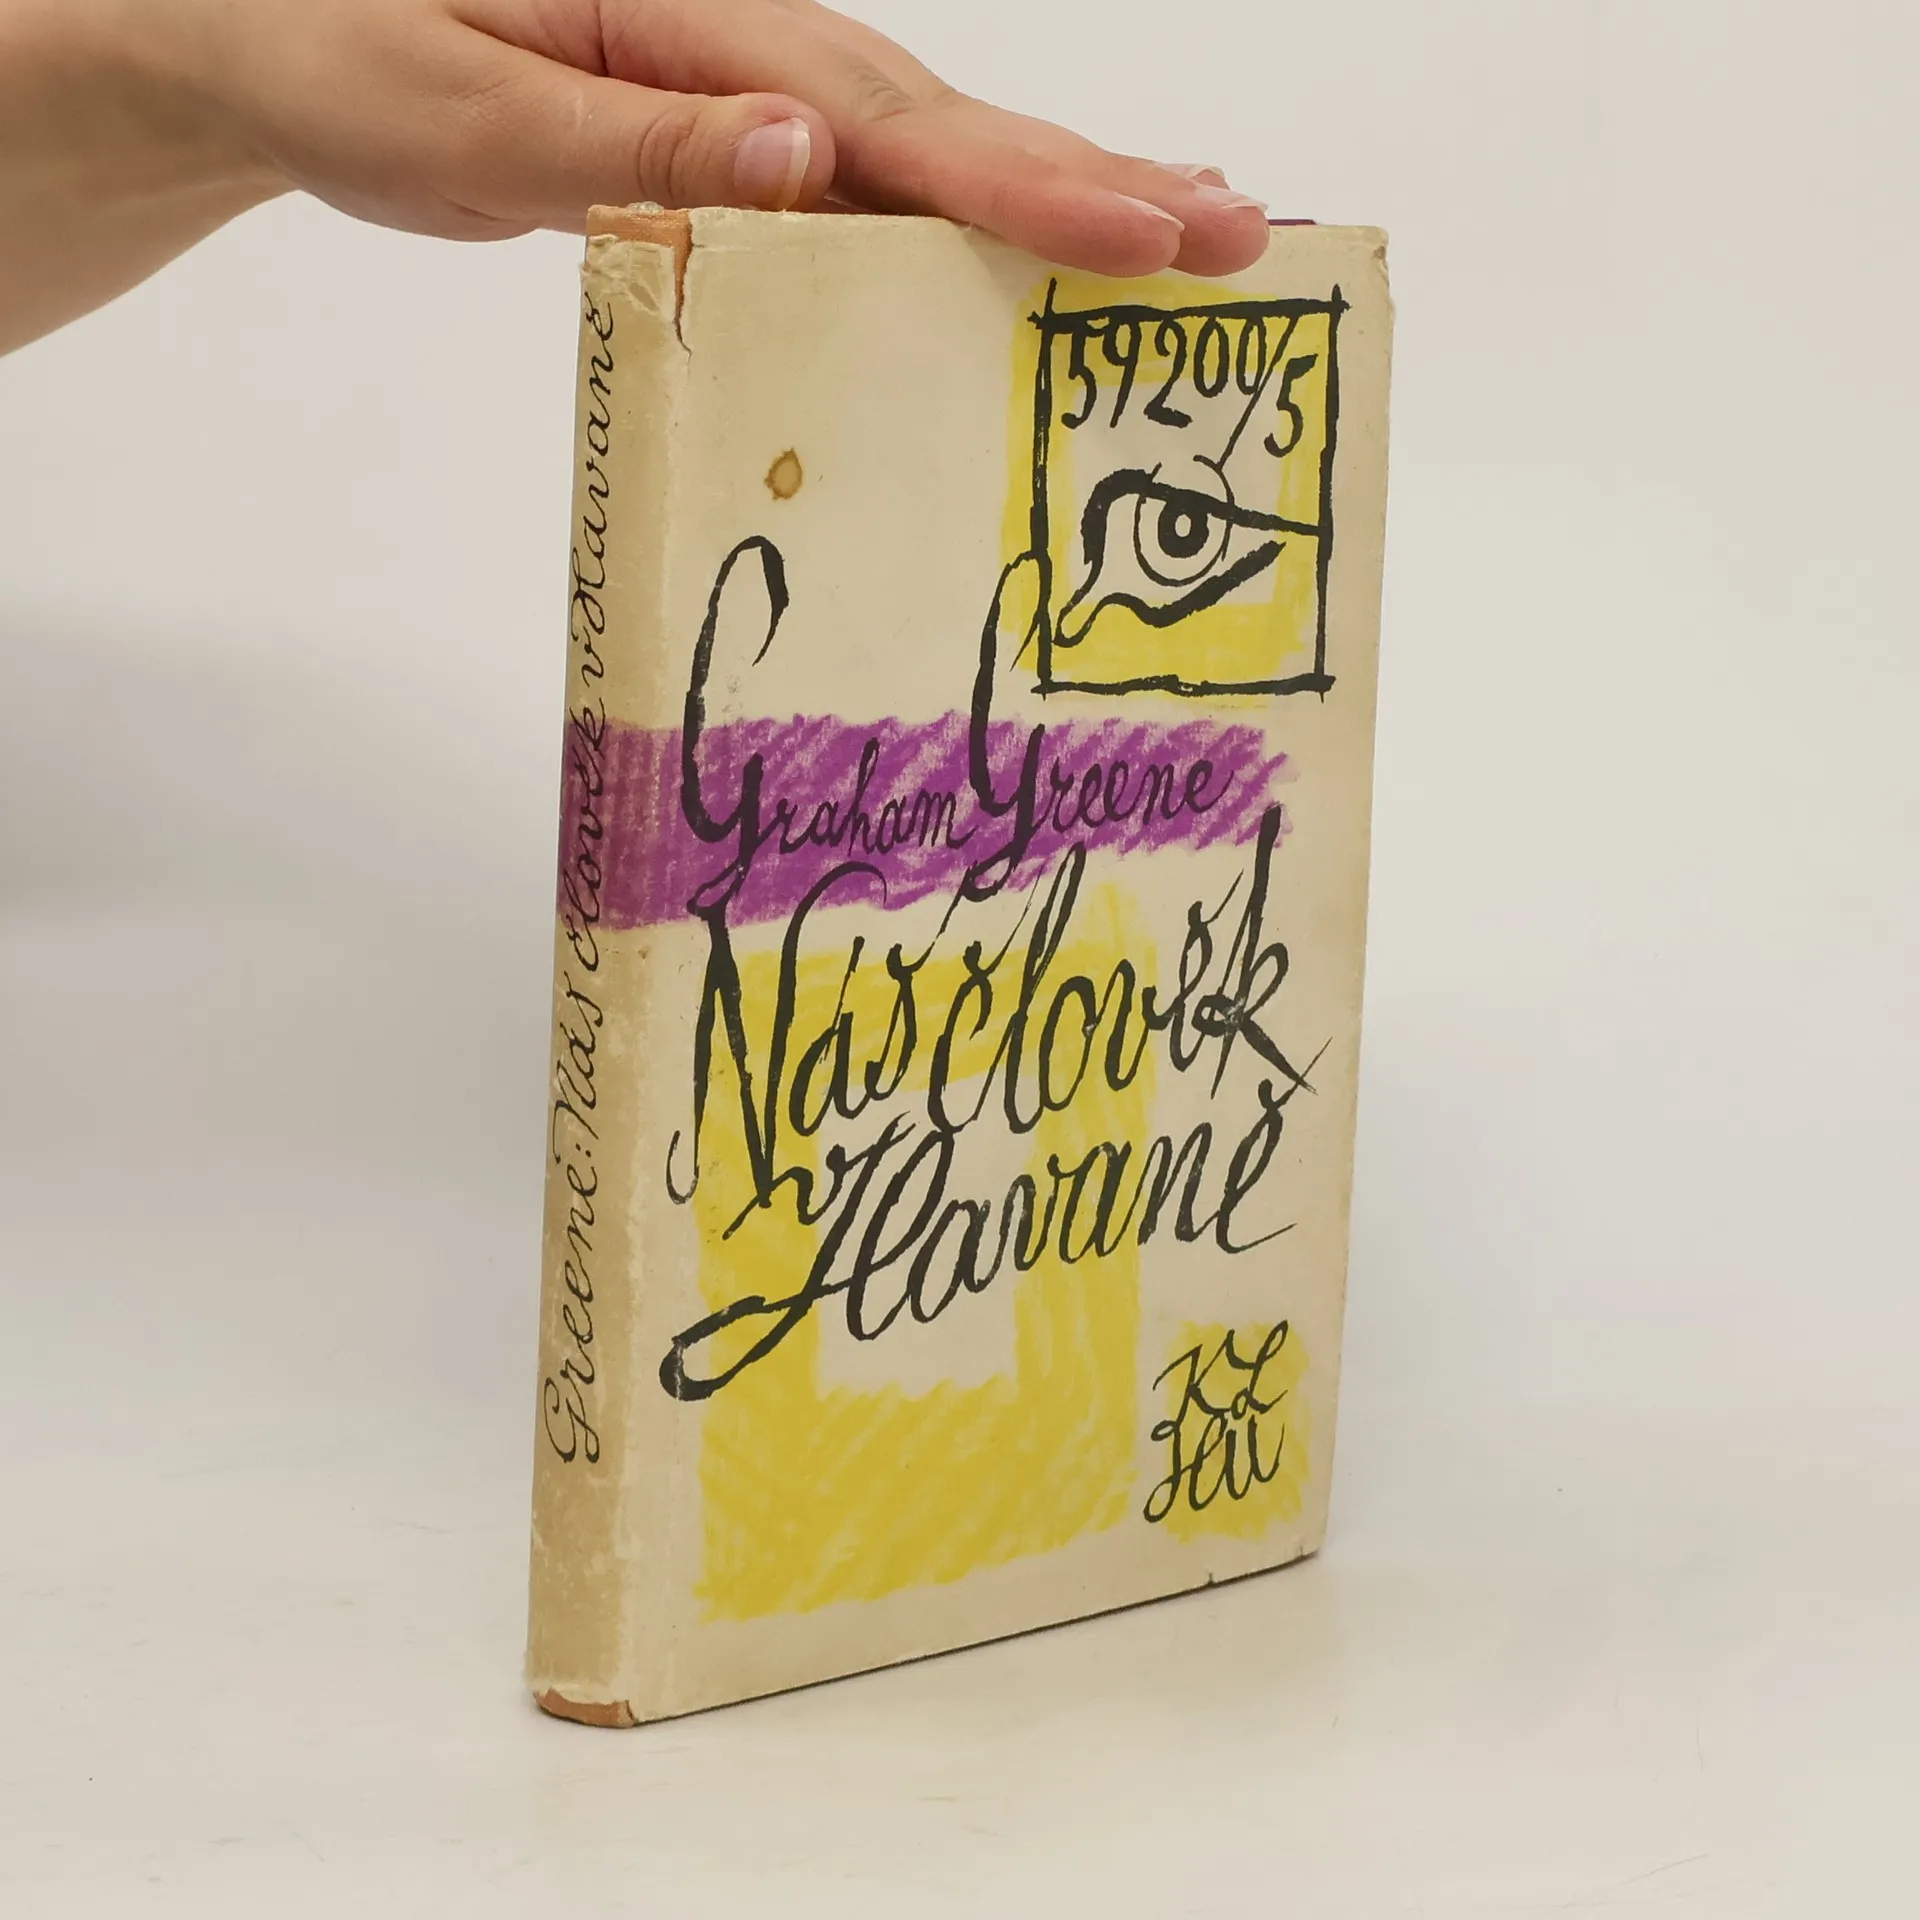 Greene: Náš člověk v Havaně
59200/5
Graham Greene
Náš člověk
v Havaně
KL
HU